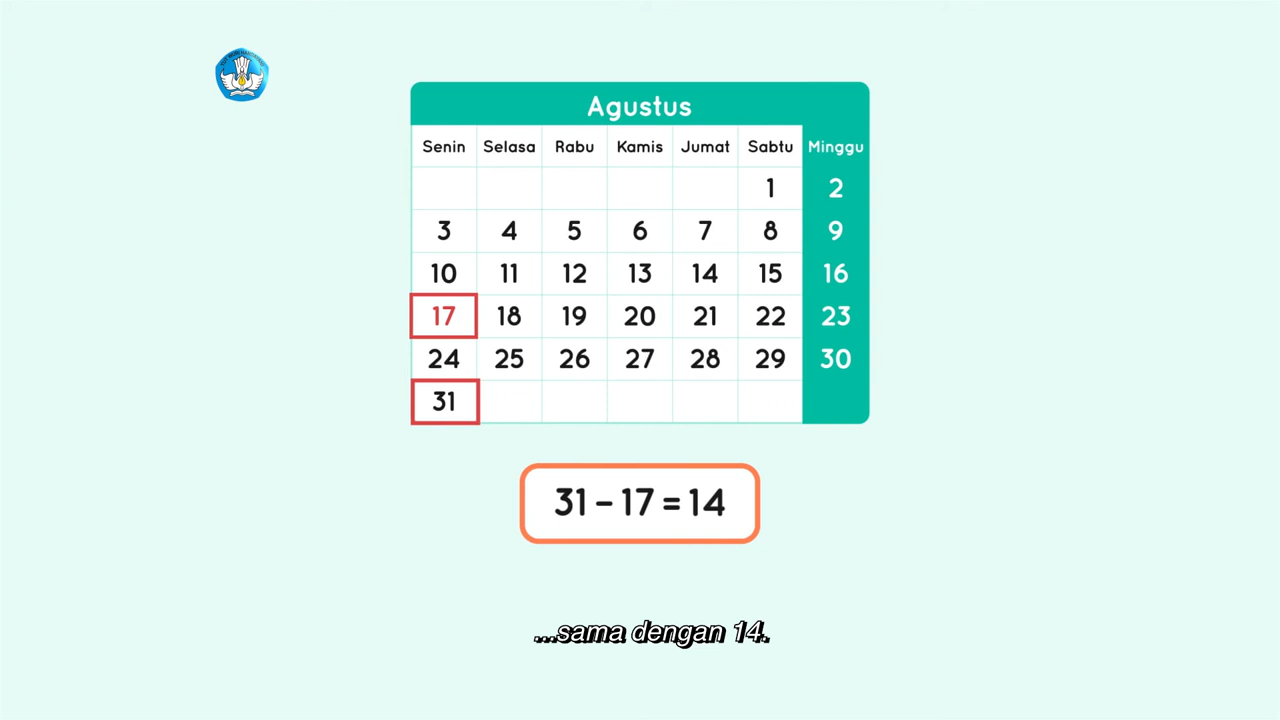 Agustus
Senin Selasa Rabu Kamis Jumat Sabtu Minggu
1 2
3 4 5 6 7 8 9
10 11 12 13 14 15 16
17 18 19 20 21 22 23
24 25 26 27 28 29 30
31
31 – 17 = 14
...sama dengan 14.